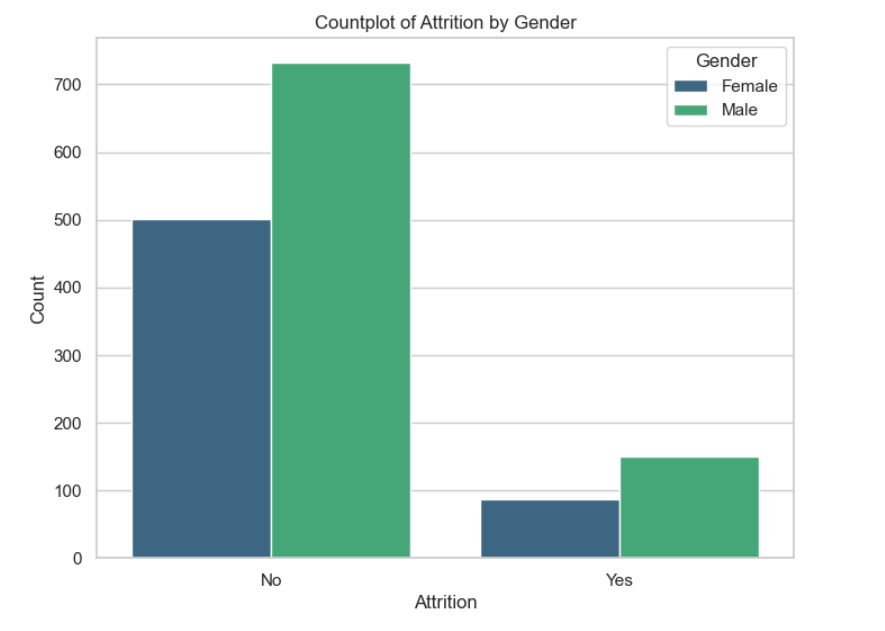 Countplot of Attrition by Gender
Gender
Female
Male
700
600
500
400
300
200
100
0
Count
No
Yes
Attrition